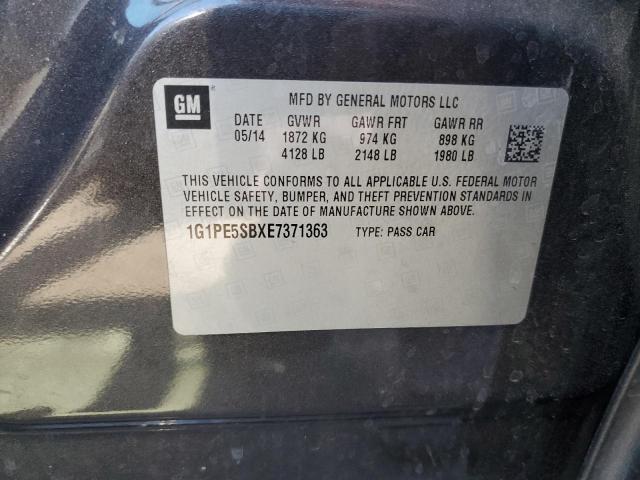 GM
MFD BY GENERAL MOTORS LLC
DATE GVWR GAWR FRT GAWR RR
05/14 1872 KG 974 KG 898 KG
4128 LB 2148 LB 1980 LB
THIS VEHICLE CONFORMS TO ALL APPLICABLE U.S. FEDERAL MOTOR
VEHICLE SAFETY, BUMPER, AND THEFT PREVENTION STANDARDS IN
EFFECT ON THE DATE OF MANUFACTURE SHOWN ABOVE.
1G1PE5SBXE7371363 TYPE: PASS CAR